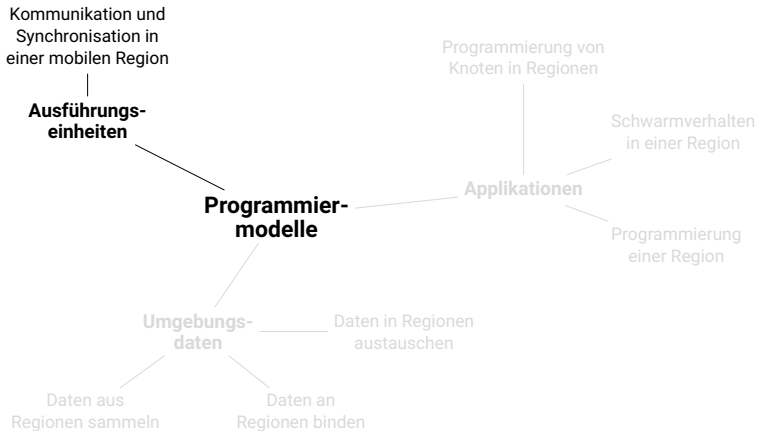 Kommunikation und
Synchronisation in
einer mobilen Region
Ausführungs-
einheiten
Programmier-
modelle
Programmierung von
Knoten in Regionen
Schwarmverhalten
in einer Region
Applikationen
Programmierung
einer Region
Umgebungs-
daten
Daten in Regionen
austauschen
Daten aus
Regionen sammeln
Daten an
Regionen binden